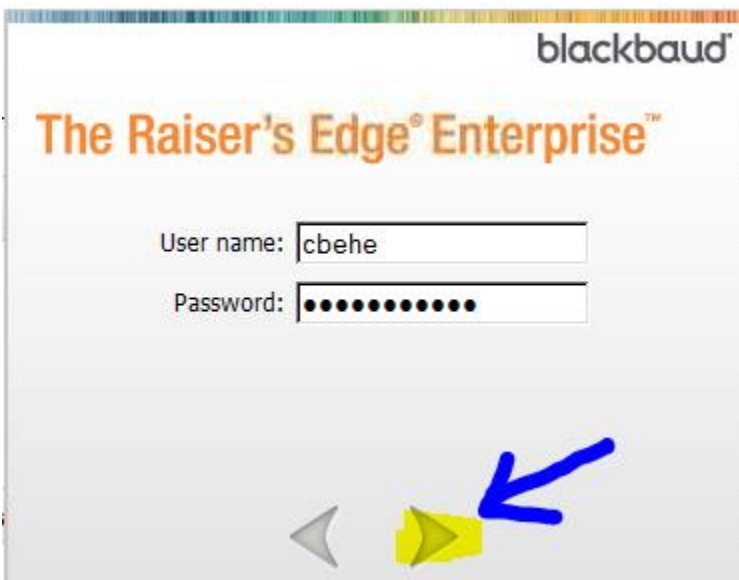 blackbaud®
The Raiser's Edge® Enterprise™
User name: cbehe
Password: •••••••••••